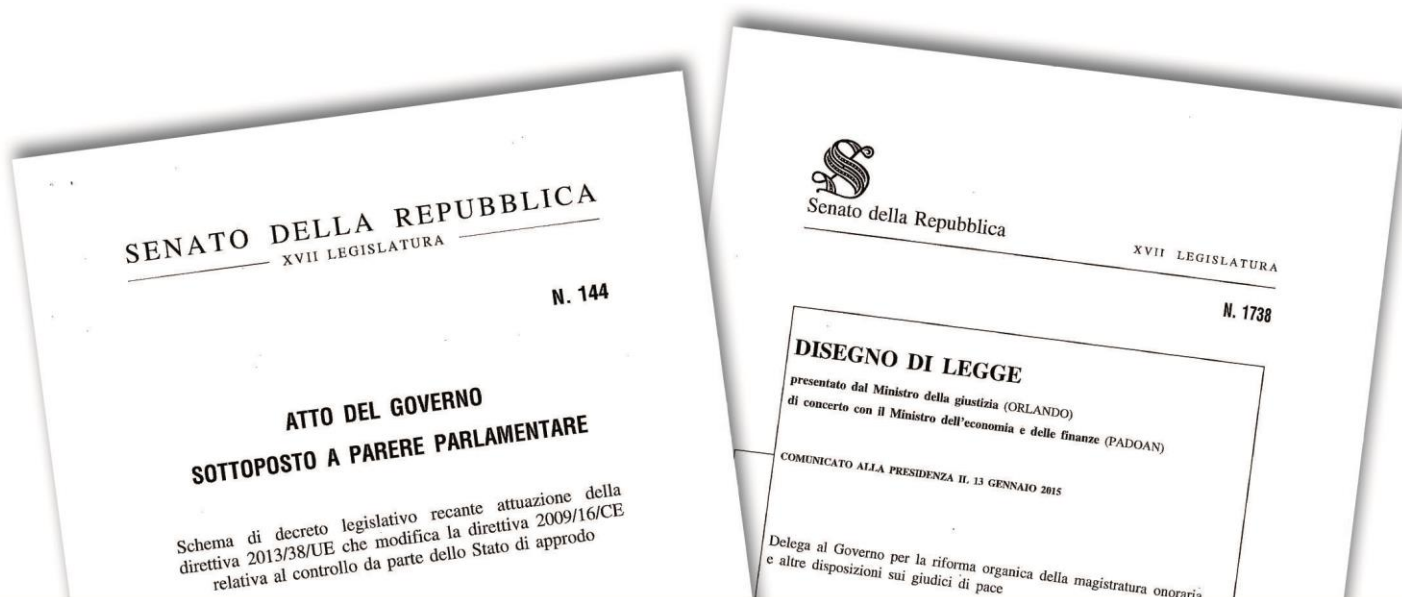 SENATO DELLA REPUBBLICA
XVII LEGISLATURA
N. 144
ATTO DEL GOVERNO
SOTTOPOSTO A PARERE PARLAMENTARE
Schema di decreto legislativo recante attuazione della
direttiva 2013/38/UE che modifica la direttiva 2009/16/CE
relativa al controllo da parte dello Stato di approdo
Senato della Repubblica
XVII LEGISLATURA
N. 1738
DISEGNO DI LEGGE
presentato dal Ministro della giustizia (ORLANDO)
di concerto con il Ministro dell'economia e delle finanze (PADOAN)
COMUNICATO ALLA PRESIDENZA IL 13 GENNAIO 2015
Delega al Governo per la riforma organica della magistratura onoraria
e altre disposizioni sui giudici di pace